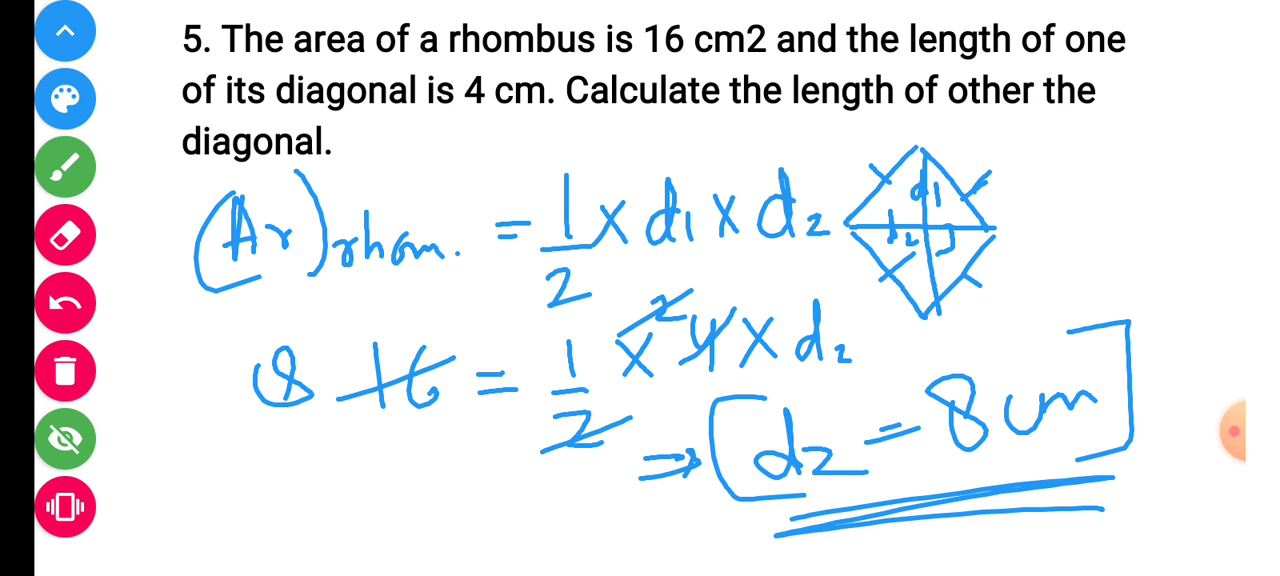 5. The area of a rhombus is 16 cm2 and the length of one
of its diagonal is 4 cm. Calculate the length of other the
diagonal.
(Ar)rhom. = 1/2 x d1 x d2
d1
d2
8 16 = 1/2 x 2 4 x d2
⇒ [d2 = 8 cm]